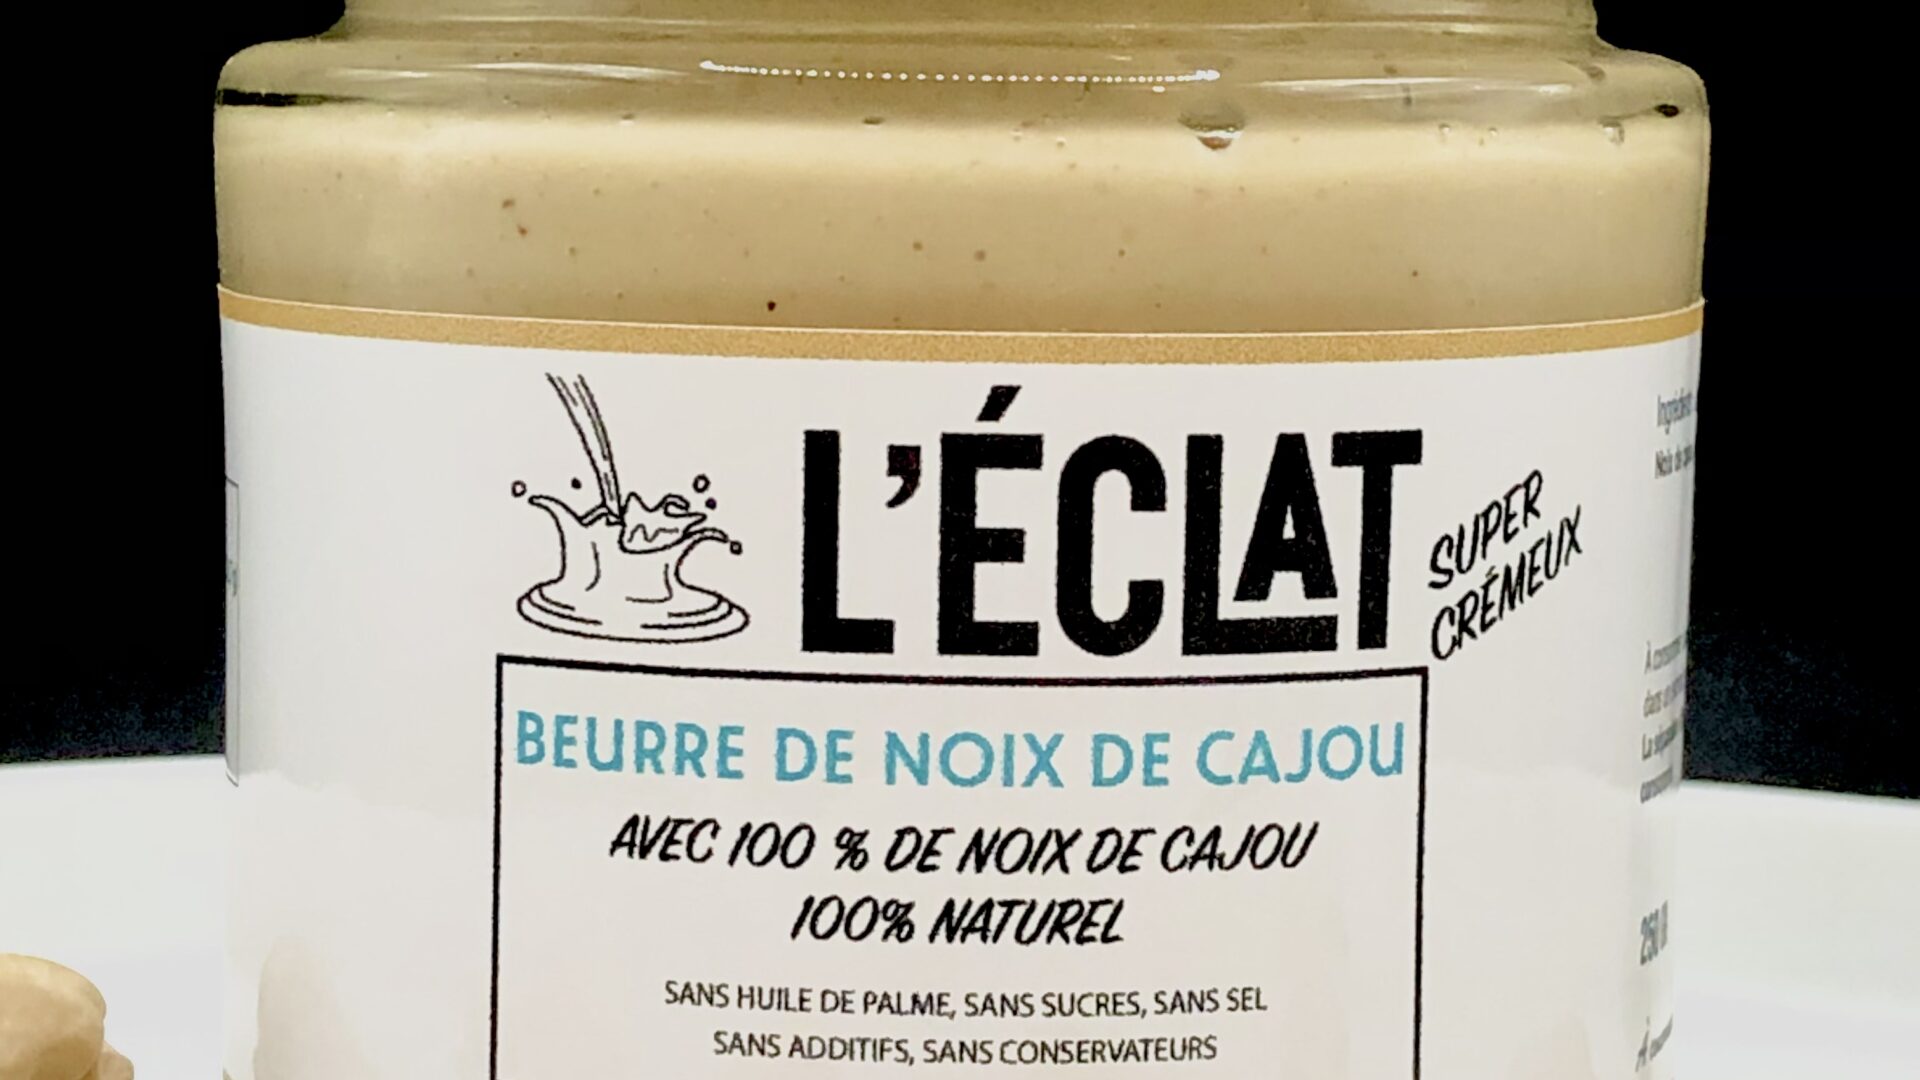 L'ÉCLAT
SUPER
CRÉMEUX
BEURRE DE NOIX DE CAJOU
AVEC 100 % DE NOIX DE CAJOU
100% NATUREL
SANS HUILE DE PALME, SANS SUCRES, SANS SEL
SANS ADDITIFS, SANS CONSERVATEURS